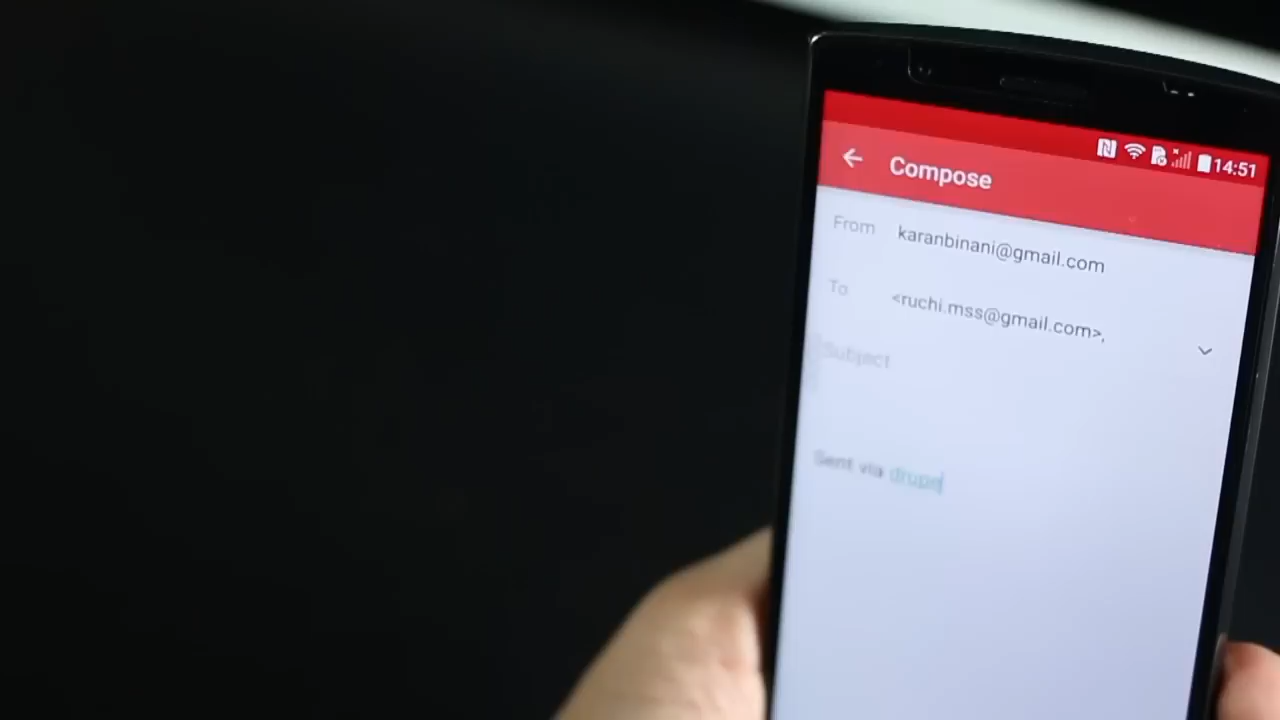 14:51
Compose
From karanbinani@gmail.com
To <ruchi.mss@gmail.com>,
Subject
Sent via drupe